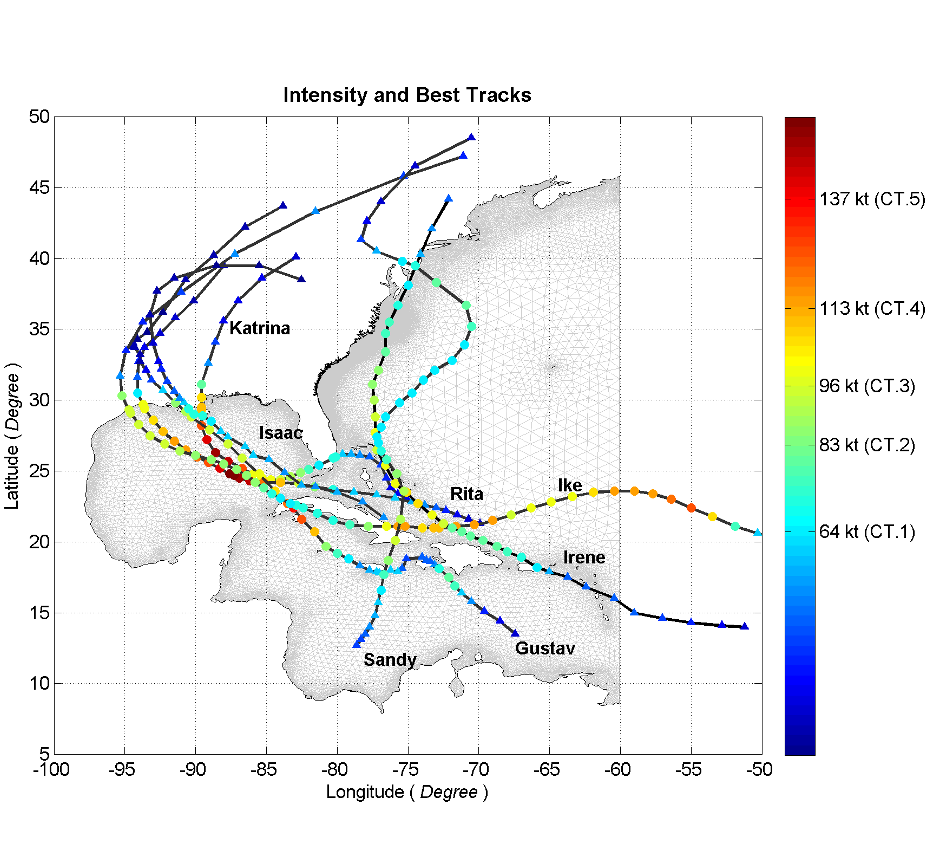 Intensity and Best Tracks
50
45
40
35
30
25
20
15
10
5
Latitude ( Degree )
-100 -95 -90 -85 -80 -75 -70 -65 -60 -55 -50
Longitude ( Degree )
Katrina
Isaac
Rita
Ike
Irene
Gustav
Sandy
137 kt (CT.5)
113 kt (CT.4)
96 kt (CT.3)
83 kt (CT.2)
64 kt (CT.1)